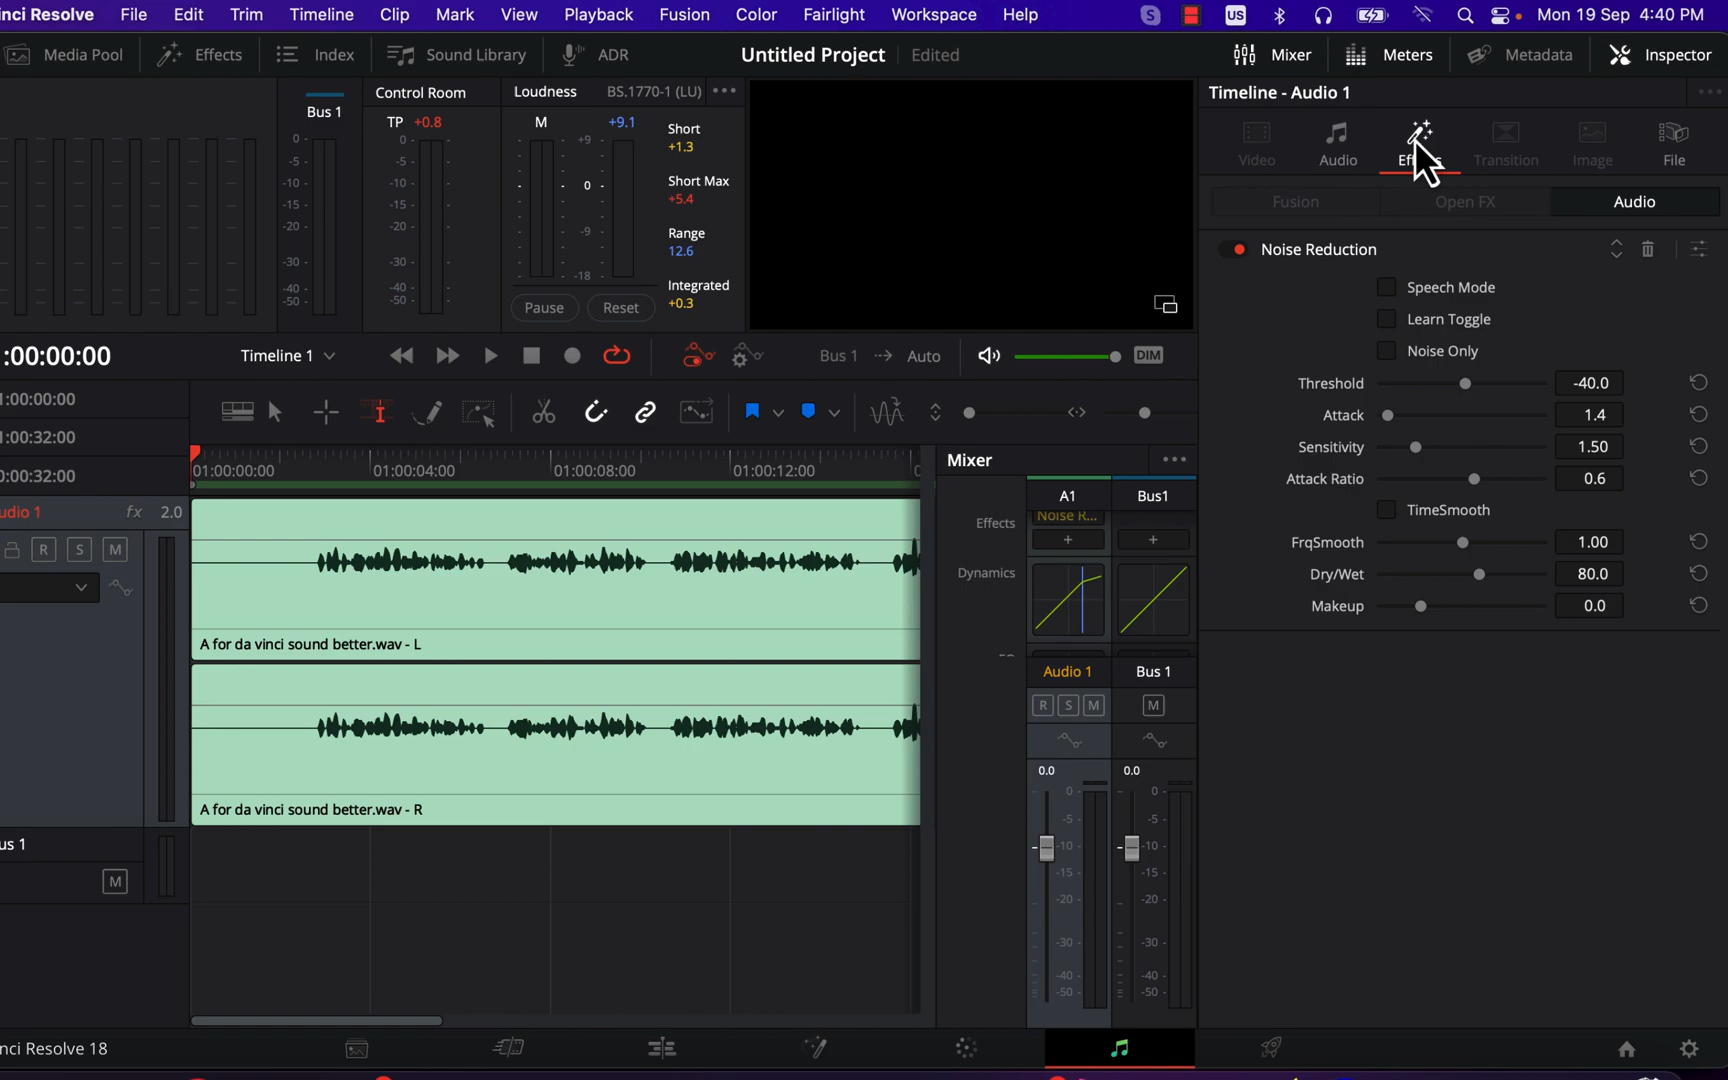 nci Resolve File Edit Trim Timeline Clip Mark View Playback Fusion Color Fairlight Workspace Help US Mon 19 Sep 4:40 PM
Media Pool Effects Index Sound Library ADR Untitled Project Edited Mixer Meters Metadata Inspector
Bus 1
0-
-5-
-10-
-15-
-20-
-30-
-40-
-50-
Control Room
TP +0.8
0-
-5-
-10-
-15-
-20-
-30-
-40-
-50-
Loudness BS.1770-1 (LU)
M +9.1
+9
0
-9
-18
Pause Reset
Short
+1.3
Short Max
+5.4
Range
12.6
Integrated
+0.3
Timeline - Audio 1
Video Audio Transition Image File
Fusion Open FX Audio
Noise Reduction
Speech Mode
Learn Toggle
Noise Only
Threshold -40.0
Attack 1.4
Sensitivity 1.50
Attack Ratio 0.6
TimeSmooth
FrqSmooth 1.00
Dry/Wet 80.0
Makeup 0.0
:00:00:00 Timeline 1 Bus 1 Auto DIM
1:00:00:00
1:00:32:00
0:00:32:00
01:00:00:00 01:00:04:00 01:00:08:00 01:00:12:00
udio 1 fx 2.0
R S M
A for da vinci sound better.wav - L
A for da vinci sound better.wav - R
us 1
M
Mixer
A1 Bus1
Effects Noise R...
+ +
Dynamics
Audio 1 Bus 1
R S M M
0.0 0.0
0- 0-
-5- -5-
-10- -10-
-15- -15-
-20- -20-
-30- -30-
-40- -40-
-50- -50-
nci Resolve 18